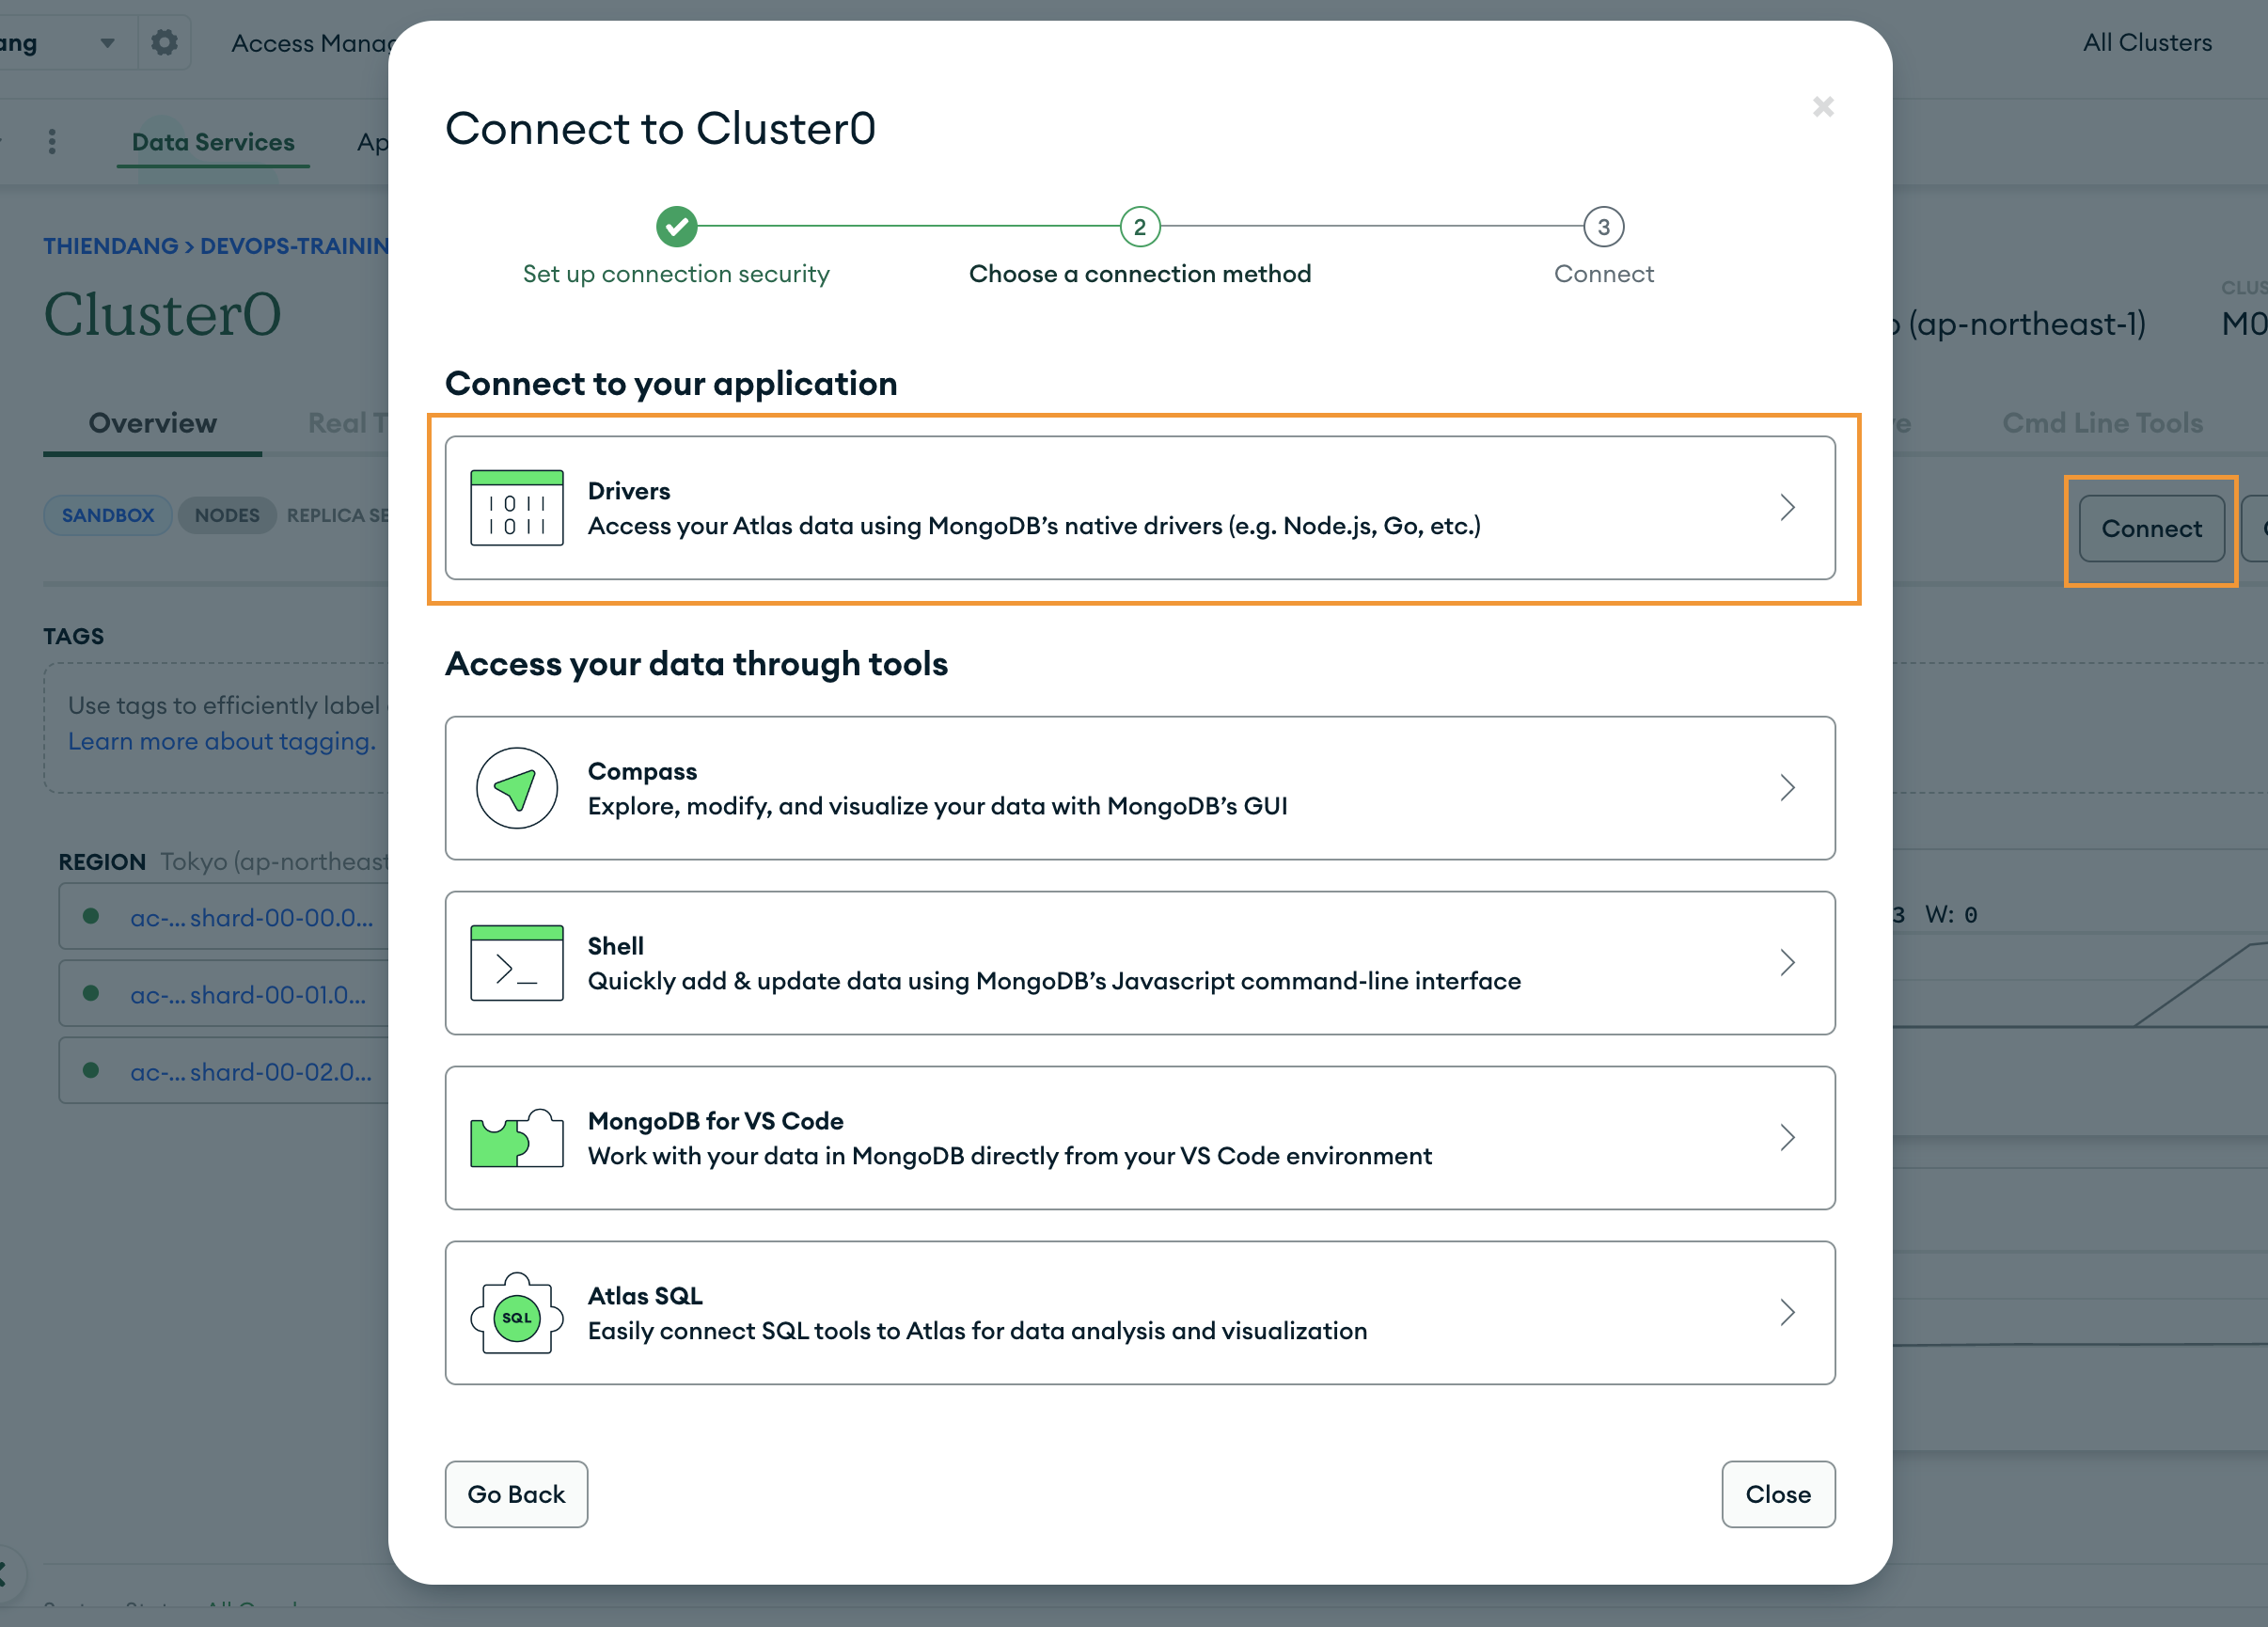 Access Manag
All Clusters
Data Services
Ap
Connect to Cluster0
2
3
Set up connection security
Choose a connection method
Connect
THIENDANG > DEVOPS-TRAININ
Cluster0
(ap-northeast-1)
CLUS
M0
Connect to your application
Overview
Real T
Cmd Line Tools
Drivers
Access your Atlas data using MongoDB’s native drivers (e.g. Node.js, Go, etc.)
1011
1011
SANDBOX
NODES
REPLICA SE
Connect
TAGS
Access your data through tools
Use tags to efficiently label
Learn more about tagging.
Compass
Explore, modify, and visualize your data with MongoDB’s GUI
REGION Tokyo (ap-northeast
ac-... shard-00-00.0...
3 W: 0
Shell
Quickly add & update data using MongoDB’s Javascript command-line interface
>_
ac-... shard-00-01.0...
ac-... shard-00-02.0...
MongoDB for VS Code
Work with your data in MongoDB directly from your VS Code environment
Atlas SQL
SQL
Easily connect SQL tools to Atlas for data analysis and visualization
Go Back
Close